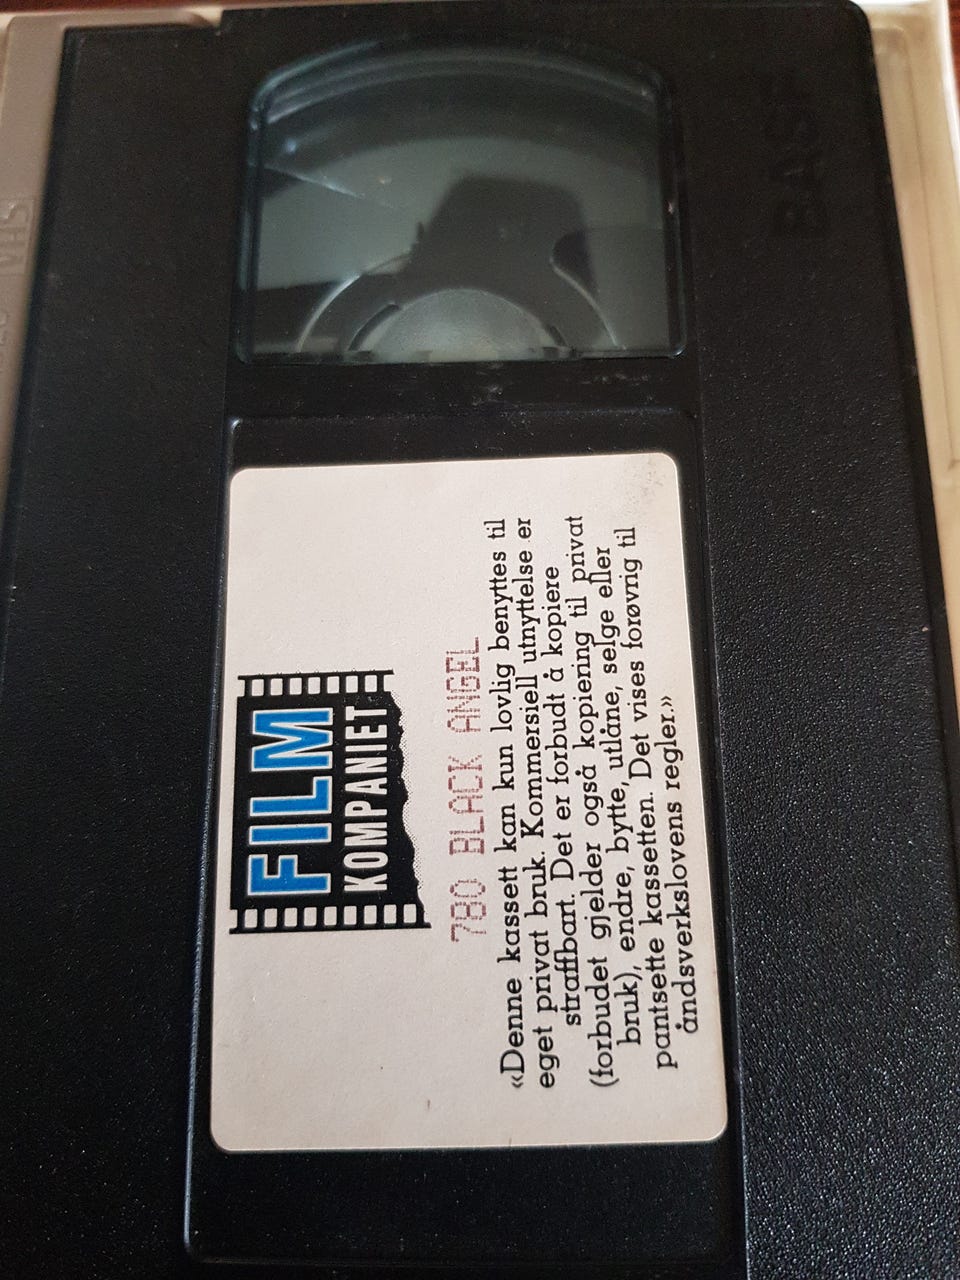 FILM
KOMPANIET
780 BLACK ANGEL
«Denne kassett kan kun lovlig benyttes til
eget privat bruk. Kommersiell utnyttelse er
straffbart. Det er forbudt å kopiere
(forbudet gjelder også kopiering til privat
bruk), endre, bytte, utlåne, selge eller
pantsette kassetten. Det vises forøvrig til
åndsverkslovens regler.»
BASF
VHS